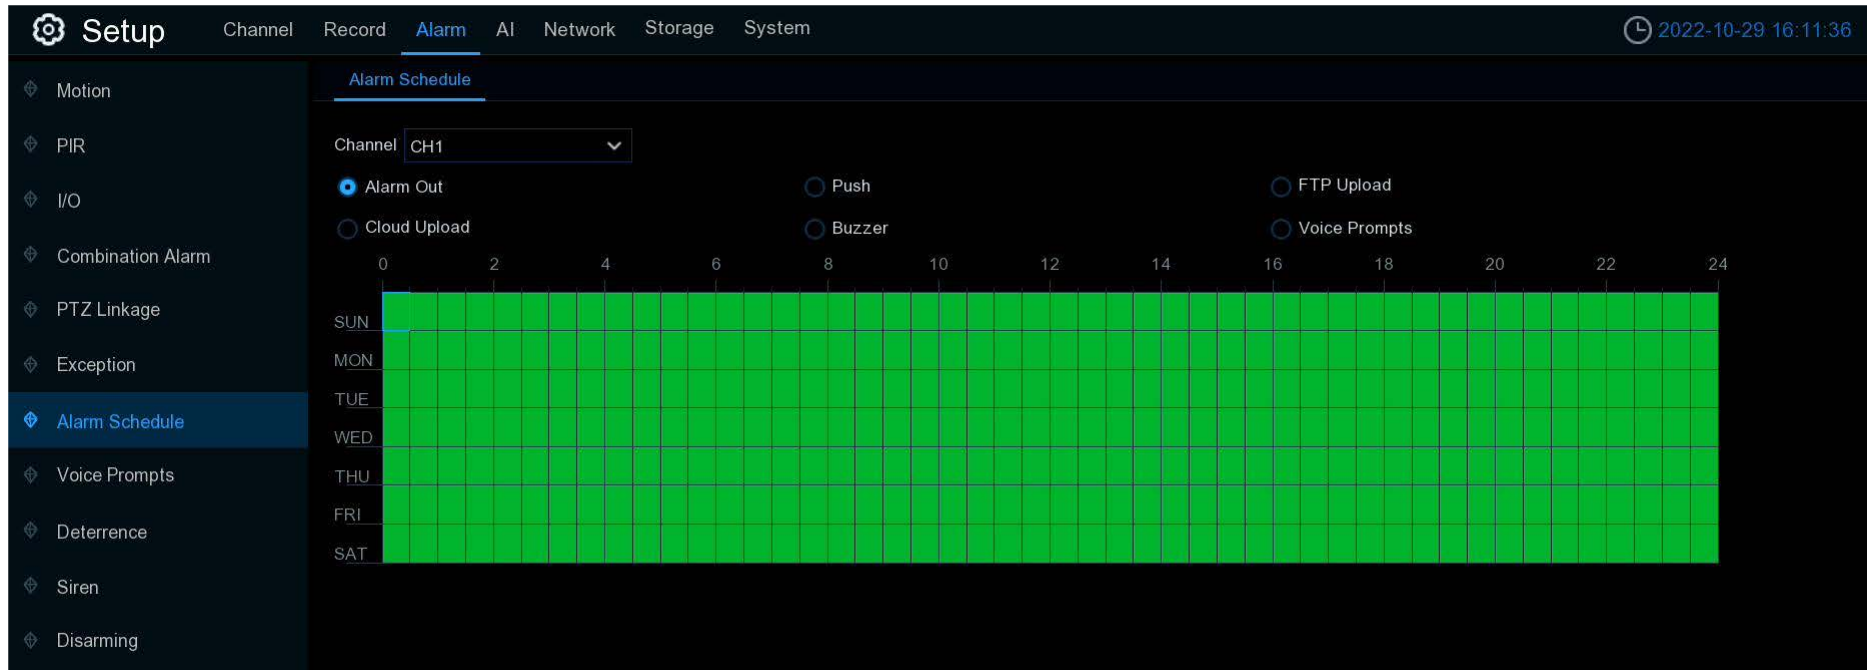 Setup Channel Record Alarm AI Network Storage System 2022-10-29 16:11:36
Motion
PIR
I/O
Combination Alarm
PTZ Linkage
Exception
Alarm Schedule
Voice Prompts
Deterrence
Siren
Disarming
Alarm Schedule
Channel CH1
Alarm Out Push FTP Upload
Cloud Upload Buzzer Voice Prompts
0 2 4 6 8 10 12 14 16 18 20 22 24
SUN
MON
TUE
WED
THU
FRI
SAT